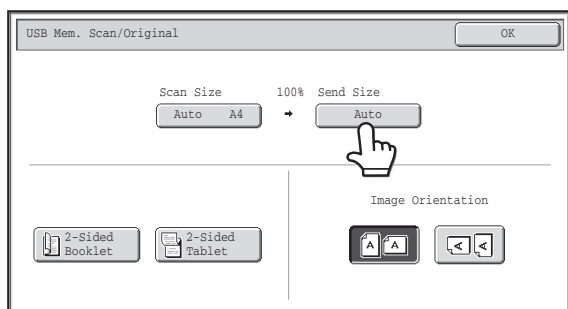 USB Mem. Scan/Original
OK
Scan Size 100% Send Size
Auto A4 → Auto
Image Orientation
2-Sided
Booklet
2-Sided
Tablet
A A A A